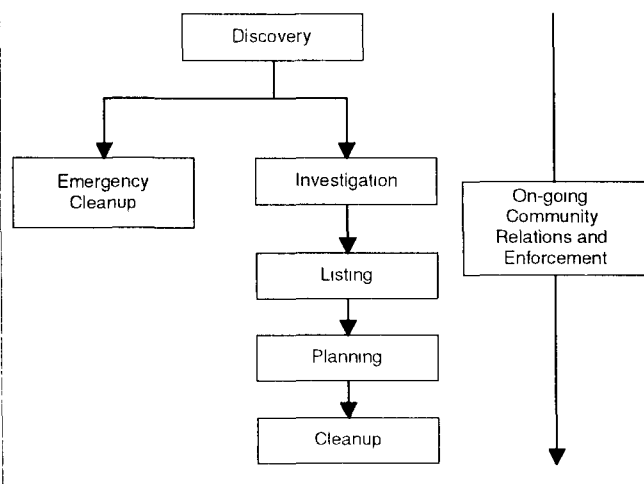 Discovery
Emergency
Cleanup
Investigation
Listing
Planning
Cleanup
On-going
Community
Relations and
Enforcement